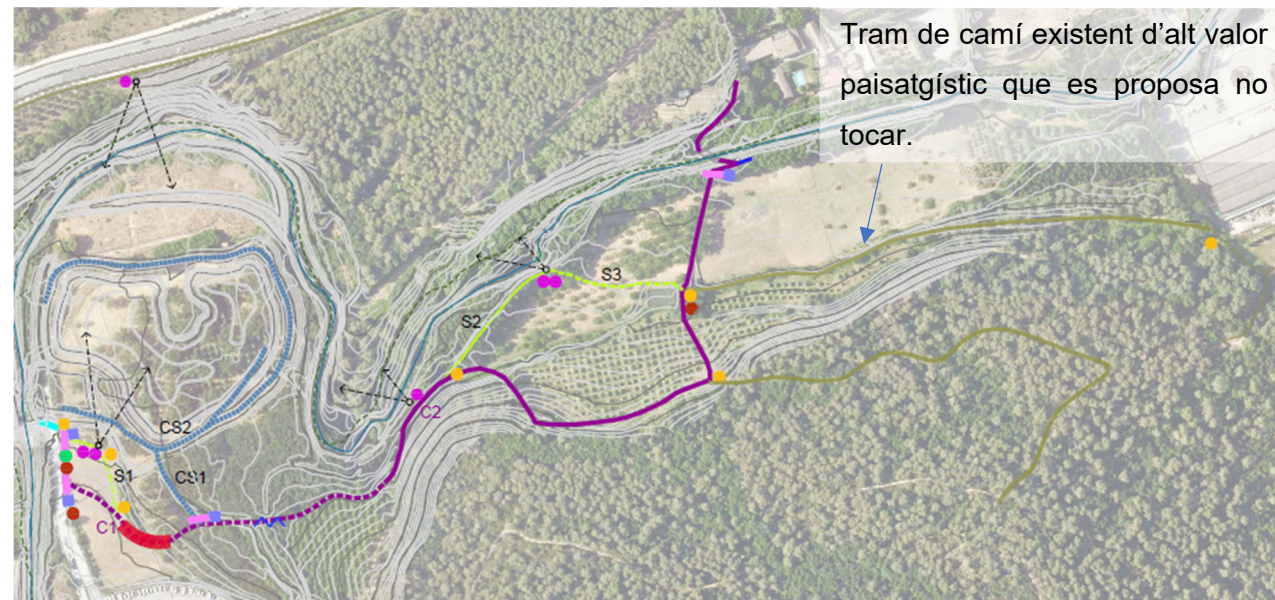 Tram de camí existent d’alt valor
paisatgístic que es proposa no
tocar.
S3
S2
C2
CS2
S1
CS1
C1